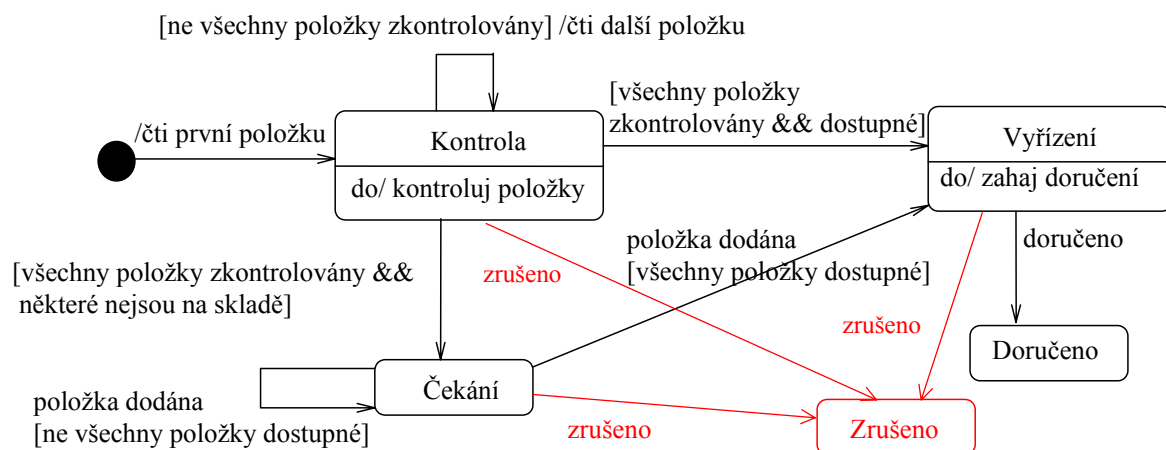 [ne všechny položky zkontrolovány] /čti další položku
/čti první položku
Kontrola
do/ kontroluj položky
[všechny položky
zkontrolovány && dostupné]
Vyřízení
do/ zahaj doručení
doručeno
položka dodána
[všechny položky dostupné]
zrušeno
[všechny položky zkontrolovány &&
některé nejsou na skladě]
zrušeno
Doručeno
Čekání
položka dodána
[ne všechny položky dostupné]
zrušeno
Zrušeno